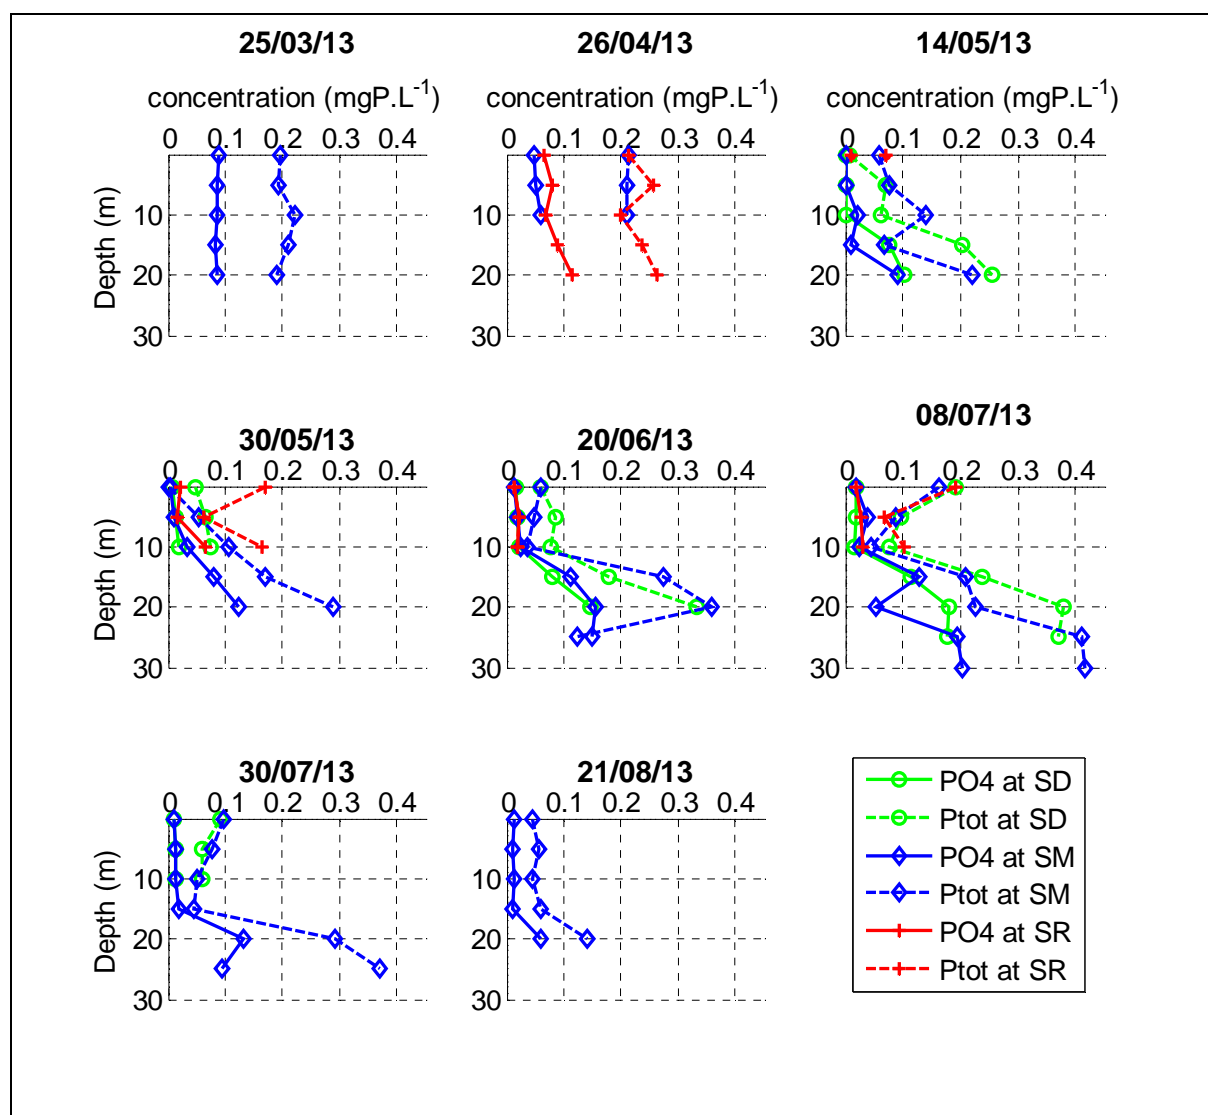 25/03/13 26/04/13 14/05/13
concentration (mgP.L-1) concentration (mgP.L-1) concentration (mgP.L-1)
0 0.1 0.2 0.3 0.4 0 0.1 0.2 0.3 0.4 0 0.1 0.2 0.3 0.4
Depth (m)
0 0 0
10 10 10
20 20 20
30 30 30
08/07/13
30/05/13 20/06/13
0 0.1 0.2 0.3 0.4 0 0.1 0.2 0.3 0.4 0 0.1 0.2 0.3 0.4
Depth (m)
0 0 0
10 10 10
20 20 20
30 30 30
30/07/13 21/08/13
0 0.1 0.2 0.3 0.4 0 0.1 0.2 0.3 0.4
Depth (m)
0 0
10 10
20 20
30 30
PO4 at SD
Ptot at SD
PO4 at SM
Ptot at SM
PO4 at SR
Ptot at SR